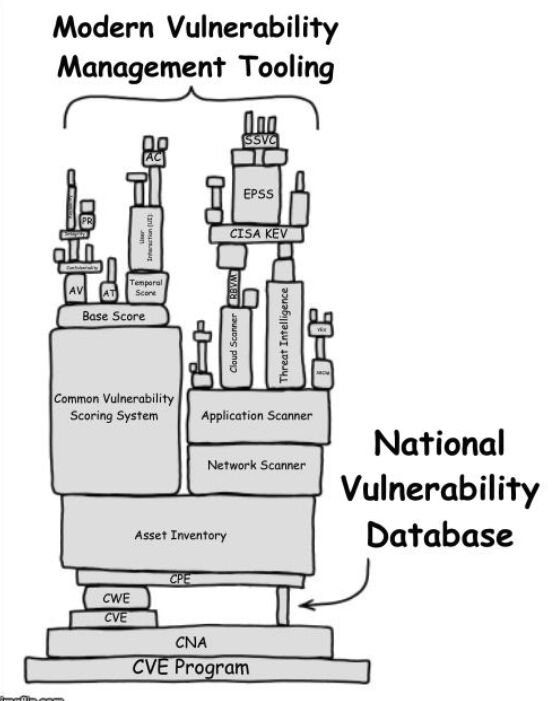 Modern Vulnerability
Management Tooling
SSVC
AC
EPSS
PR
User
Interaction (UI)
Integrity
CISA KEV
Confidentiality
AV
AT
Temporal
Score
RBVM
Base Score
Cloud Scanner
Threat Intelligence
VEX
SBOM
Common Vulnerability
Scoring System
Application Scanner
Network Scanner
National
Vulnerability
Database
Asset Inventory
CPE
CWE
CVE
CNA
CVE Program
imgflip.com